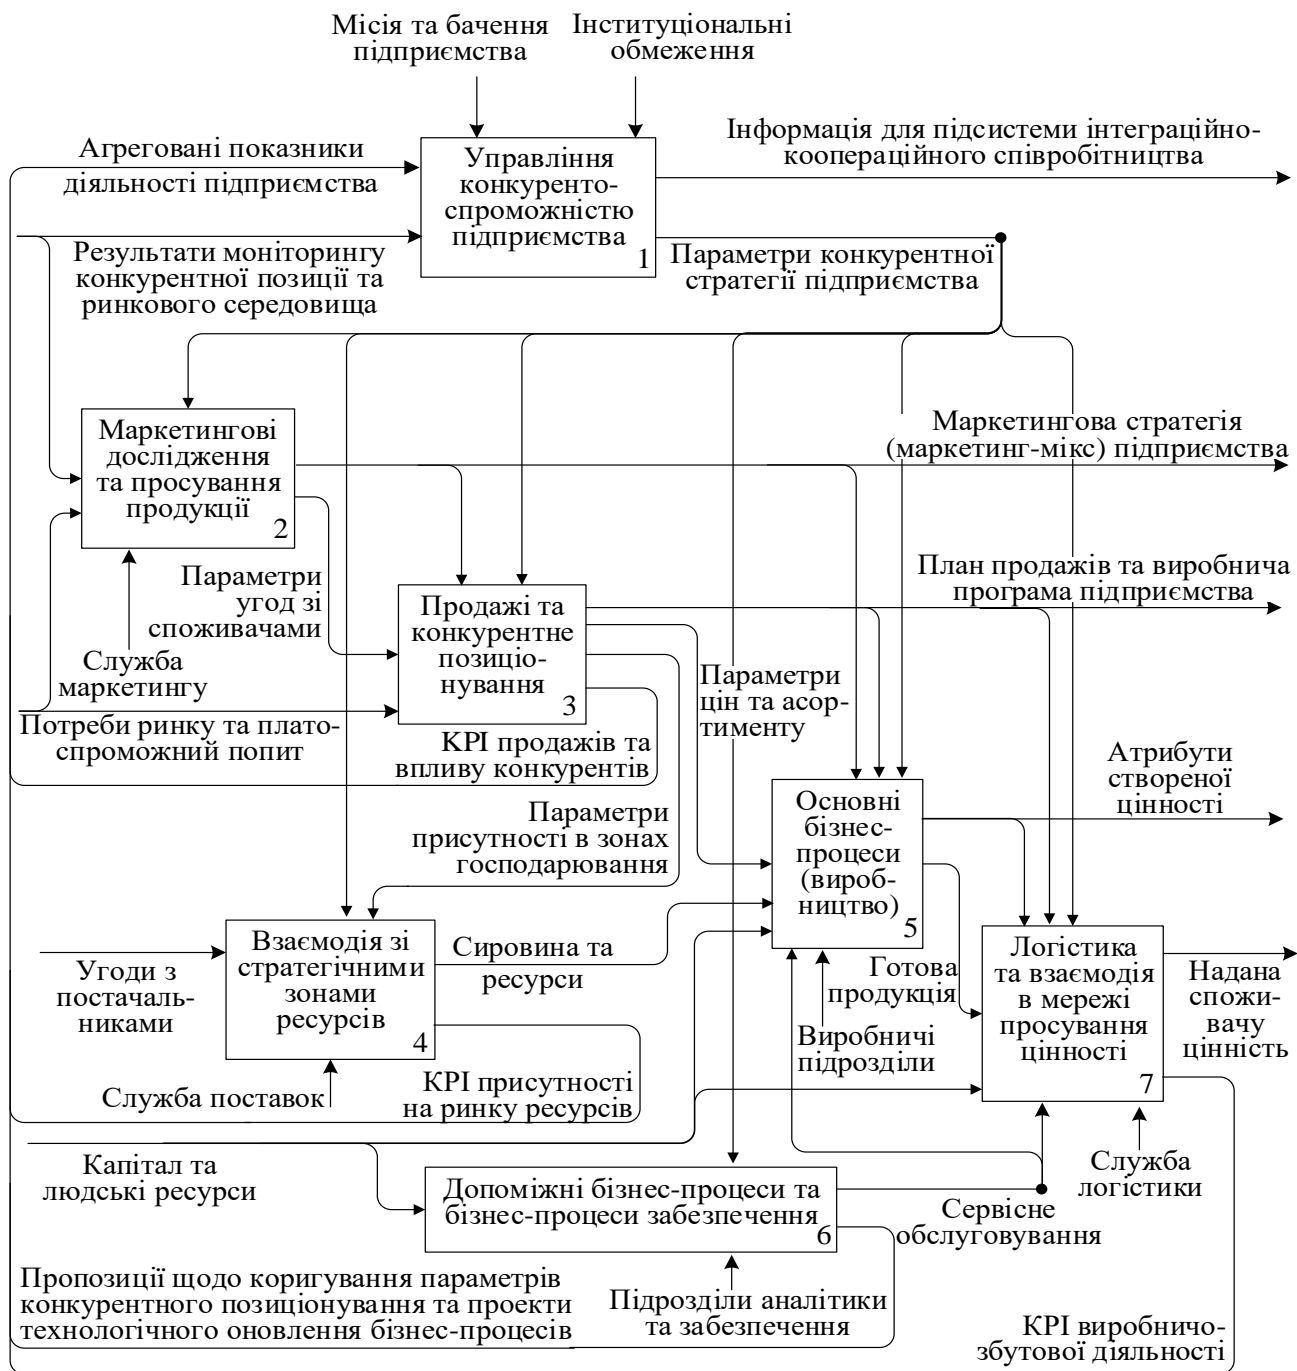 Місія та бачення
підприємства
Інституціональні
обмеження
Агреговані показники
діяльності підприємства
Управління
конкуренто-
спроможністю
підприємства
1
Інформація для підсистеми інтеграційно-
коопераційного співробітництва
Результати моніторингу
конкурентної позиції та
ринкового середовища
Параметри конкурентної
стратегії підприємства
Маркетингові
дослідження
та просування
продукції
2
Маркетингова стратегія
(маркетинг-мікс) підприємства
Параметри
угод зі
споживачами
Служба
маркетингу
Продажі та
конкурентне
позиціо-
нування
3
План продажів та виробнича
програма підприємства
Потреби ринку та плато-
спроможний попит
KPI продажів та
впливу конкурентів
Параметри
цін та асор-
тименту
Параметри
присутності в зонах
господарювання
Основні
бізнес-
процеси
(вироб-
ництво)
5
Атрибути
створеної
цінності
Угоди з
постачаль-
никами
Взаємодія зі
стратегічними
зонами
ресурсів
4
Сировина та
ресурси
Готова
продукція
Виробничі
підрозділи
Логістика
та взаємодія
в мережі
просування
цінності
7
Надана
спожи-
вачу
цінність
Служба поставок
КРІ присутності
на ринку ресурсів
Капітал та
людські ресурси
Допоміжні бізнес-процеси та
бізнес-процеси забезпечення
6
Сервісне
обслуговування
Служба
логістики
Пропозиції щодо коригування параметрів
конкурентного позиціонування та проекти
технологічного оновлення бізнес-процесів
Підрозділи аналітики
та забезпечення
КРІ виробничо-
збутової діяльності